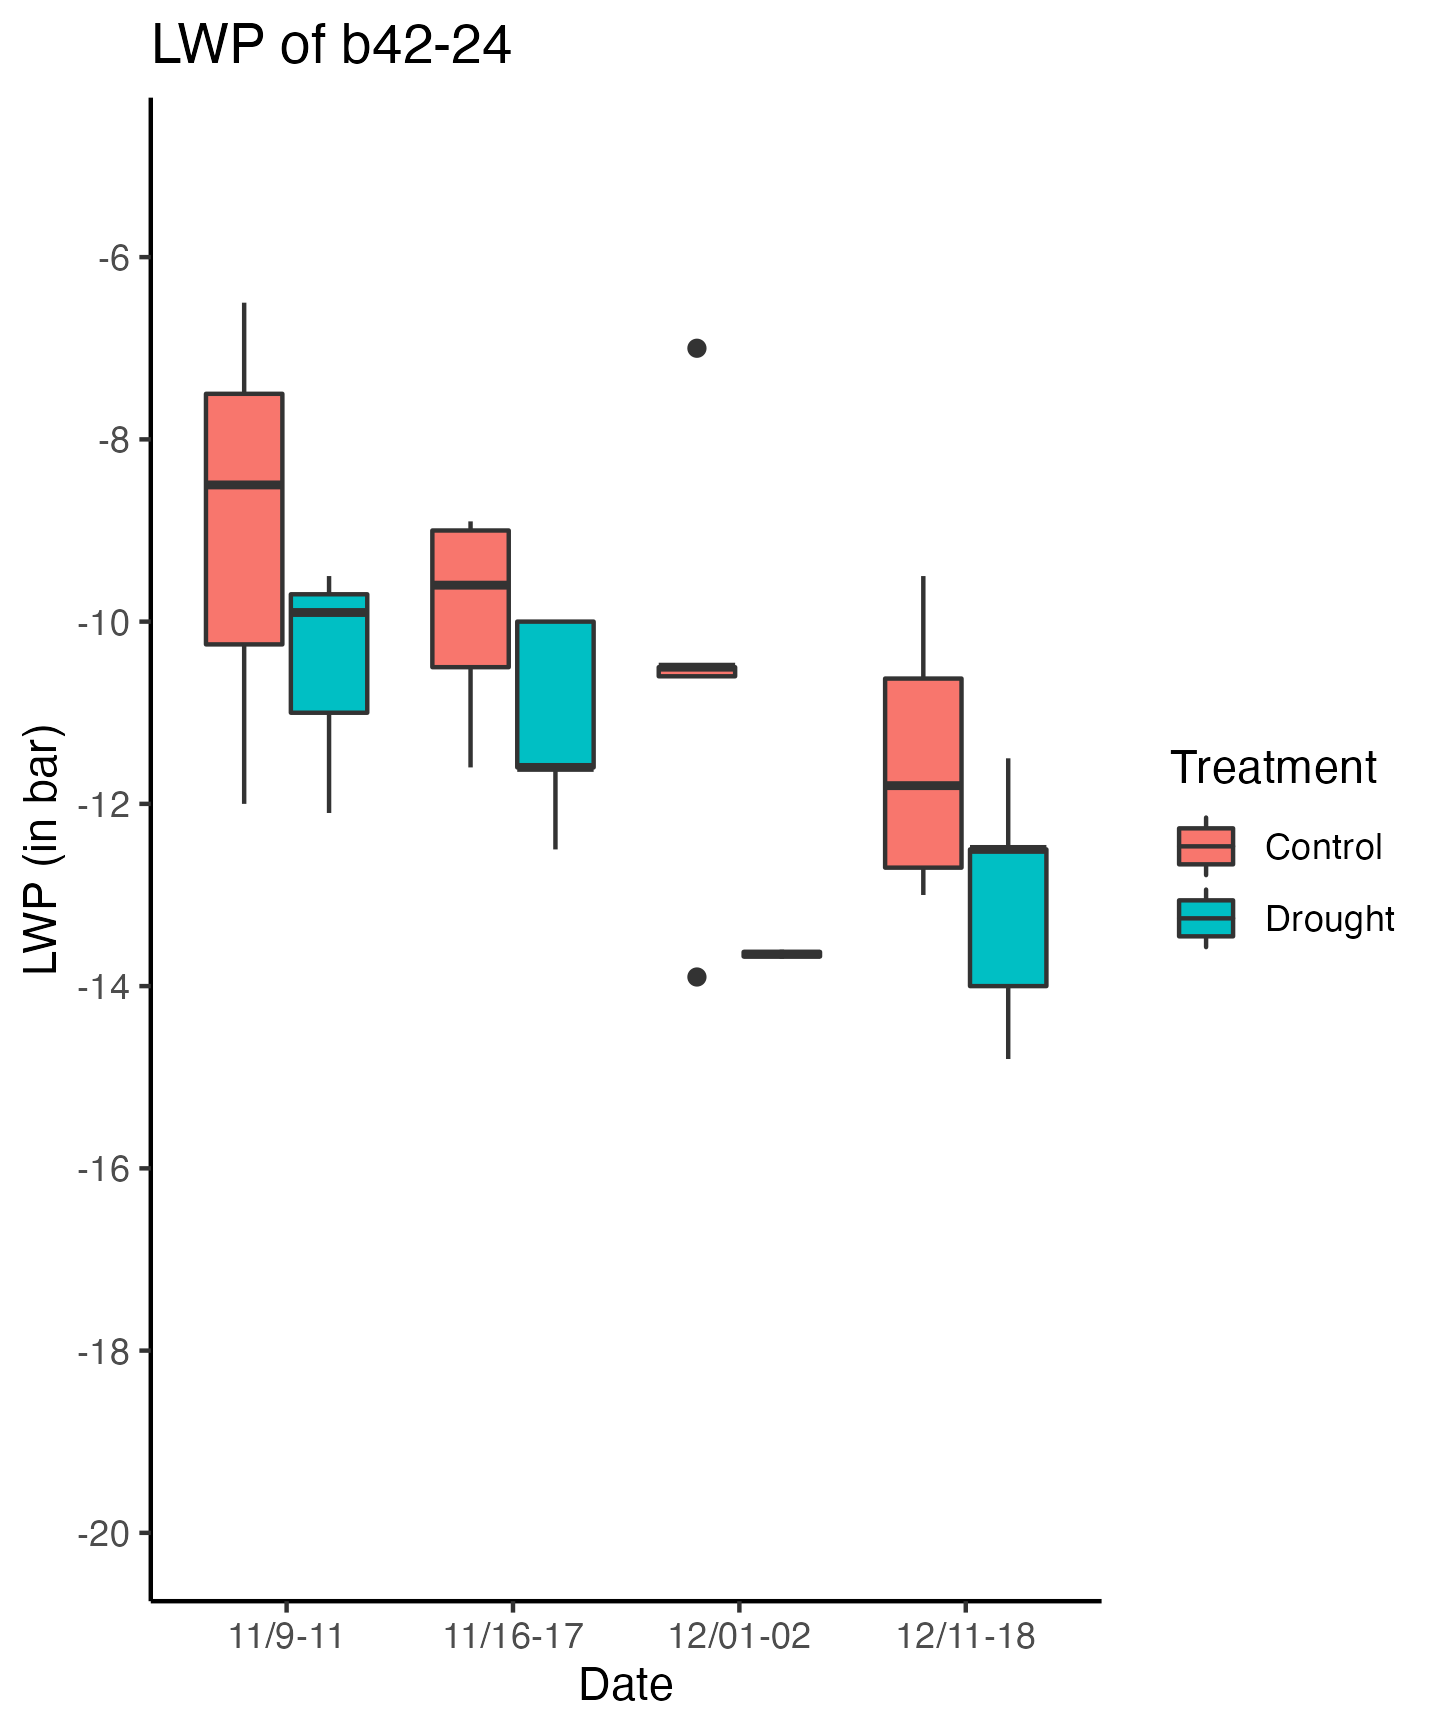 LWP of b42-24
LWP (in bar)
-6
-8
-10
-12
-14
-16
-18
-20
11/9-11
11/16-17
12/01-02
12/11-18
Date
Treatment
Control
Drought